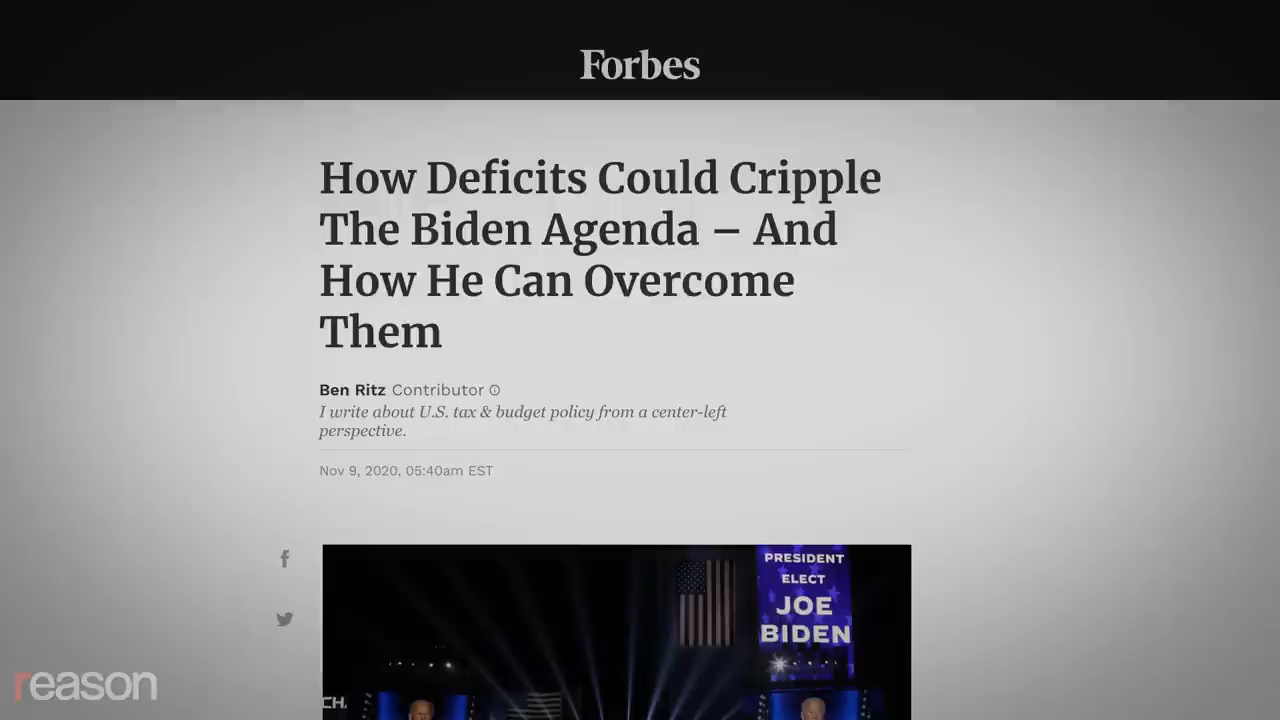 Forbes
How Deficits Could Cripple
The Biden Agenda – And
How He Can Overcome
Them
Ben Ritz Contributor
I write about U.S. tax & budget policy from a center-left
perspective.
Nov 9, 2020, 05:40am EST
PRESIDENT
ELECT
JOE
BIDEN
CHA
reason